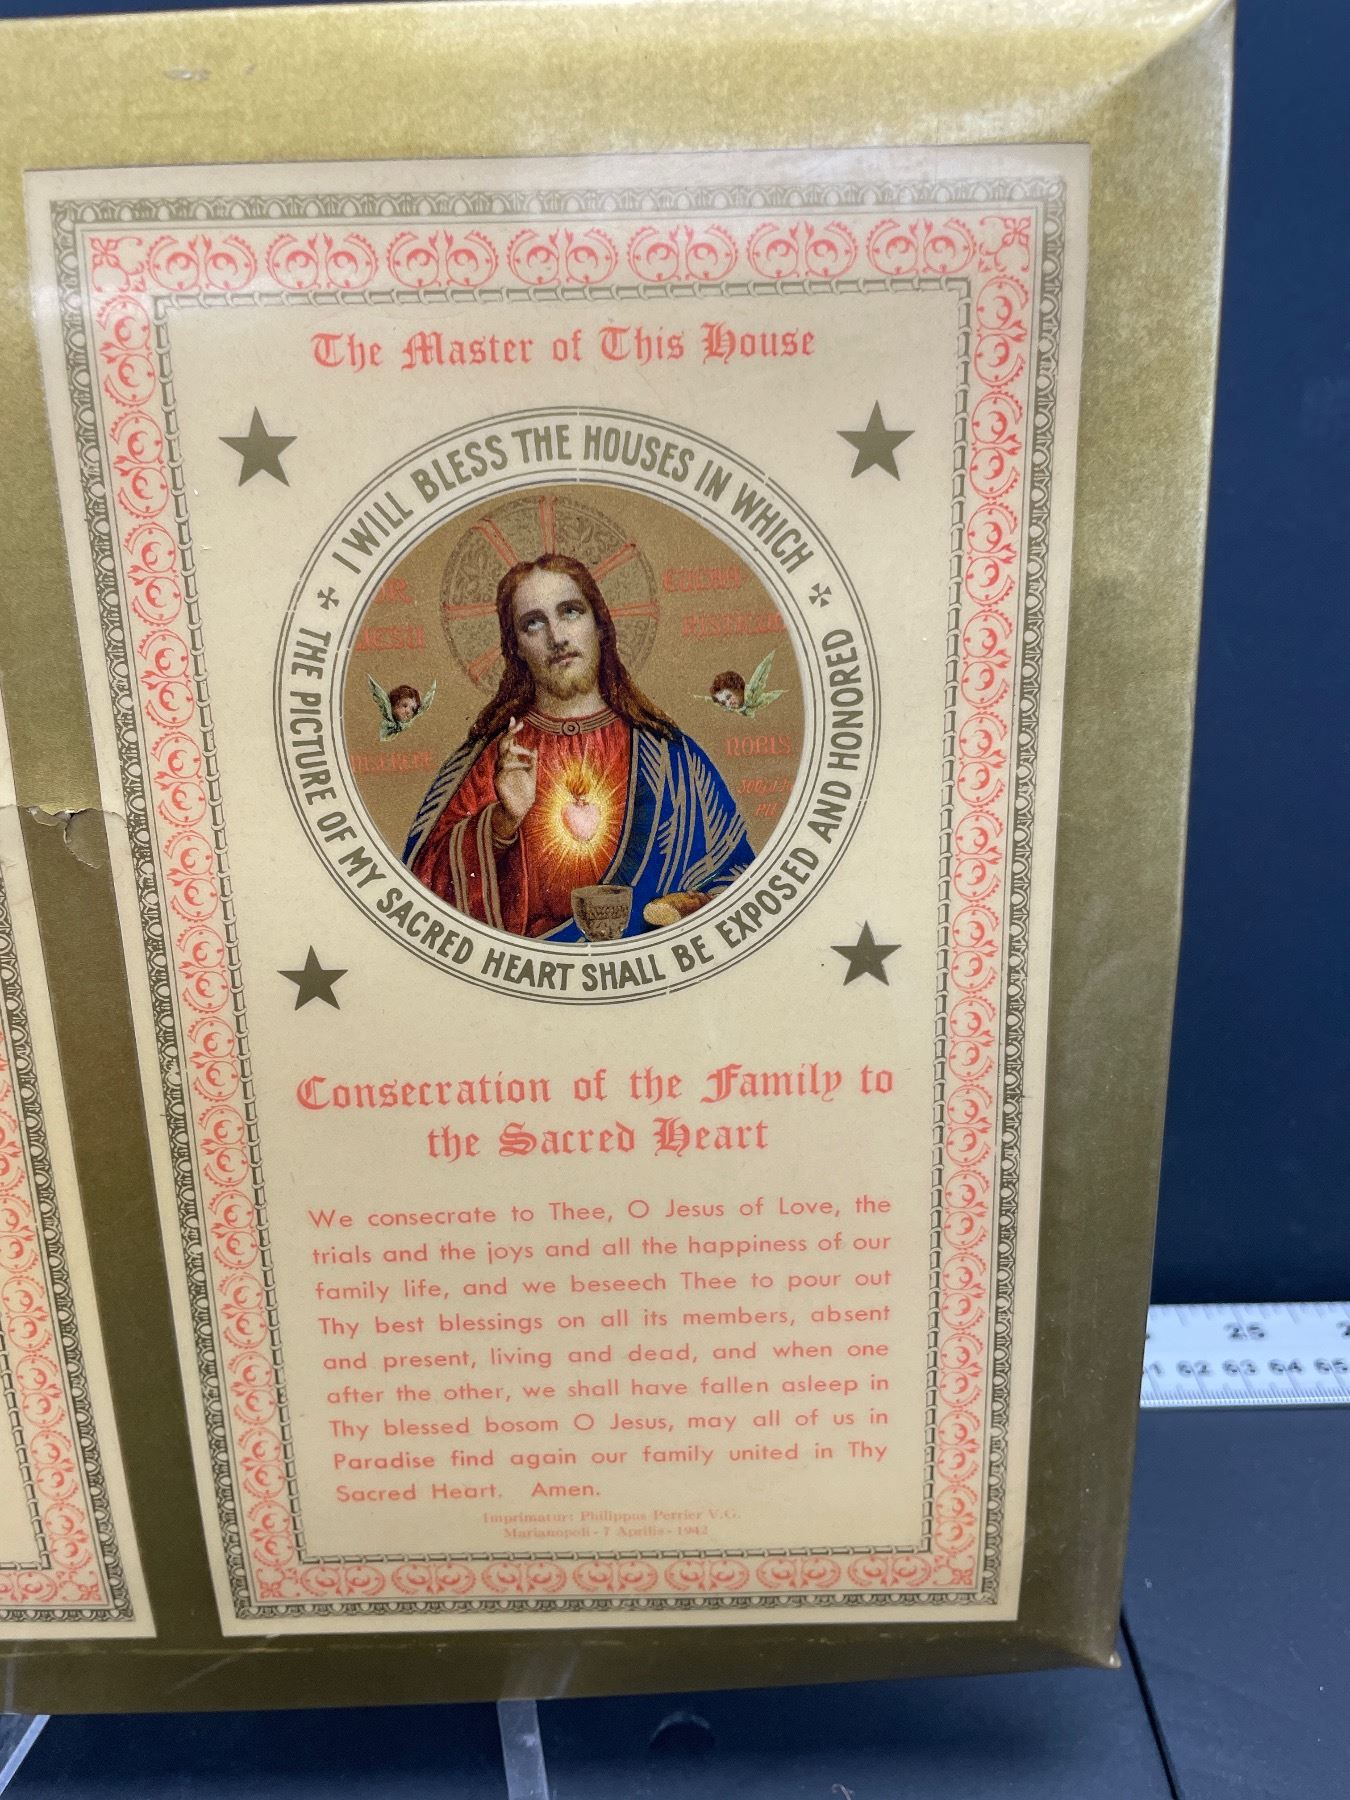 The Master of This House
I WILL BLESS THE HOUSES IN WHICH
THE PICTURE OF MY SACRED HEART SHALL BE EXPOSED AND HONORED
JESU
MISERERE
NOBIS
Consecration of the Family to
the Sacred Heart
We consecrate to Thee, O Jesus of Love, the
trials and the joys and all the happiness of our
family life, and we beseech Thee to pour out
Thy best blessings on all its members, absent
and present, living and dead, and when one
after the other, we shall have fallen asleep in
Thy blessed bosom O Jesus, may all of us in
Paradise find again our family united in Thy
Sacred Heart. Amen.
Imprimatur: Philippus Perrier V.G.
Marianopoli - 7 Aprilis - 1942
25
62 63 64 65